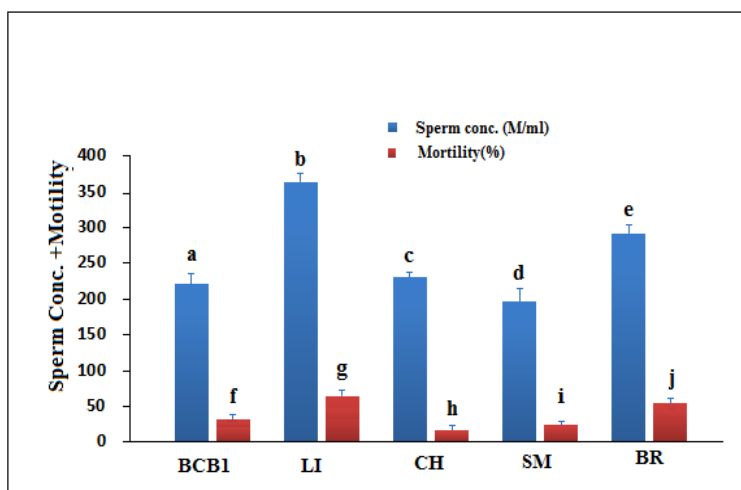 Sperm conc. (M/ml)
Mortility(%)
Sperm Conc. +Motility
400
350
300
250
200
150
100
50
0
a
b
c
d
e
f
g
h
i
j
BCB1
LI
CH
SM
BR